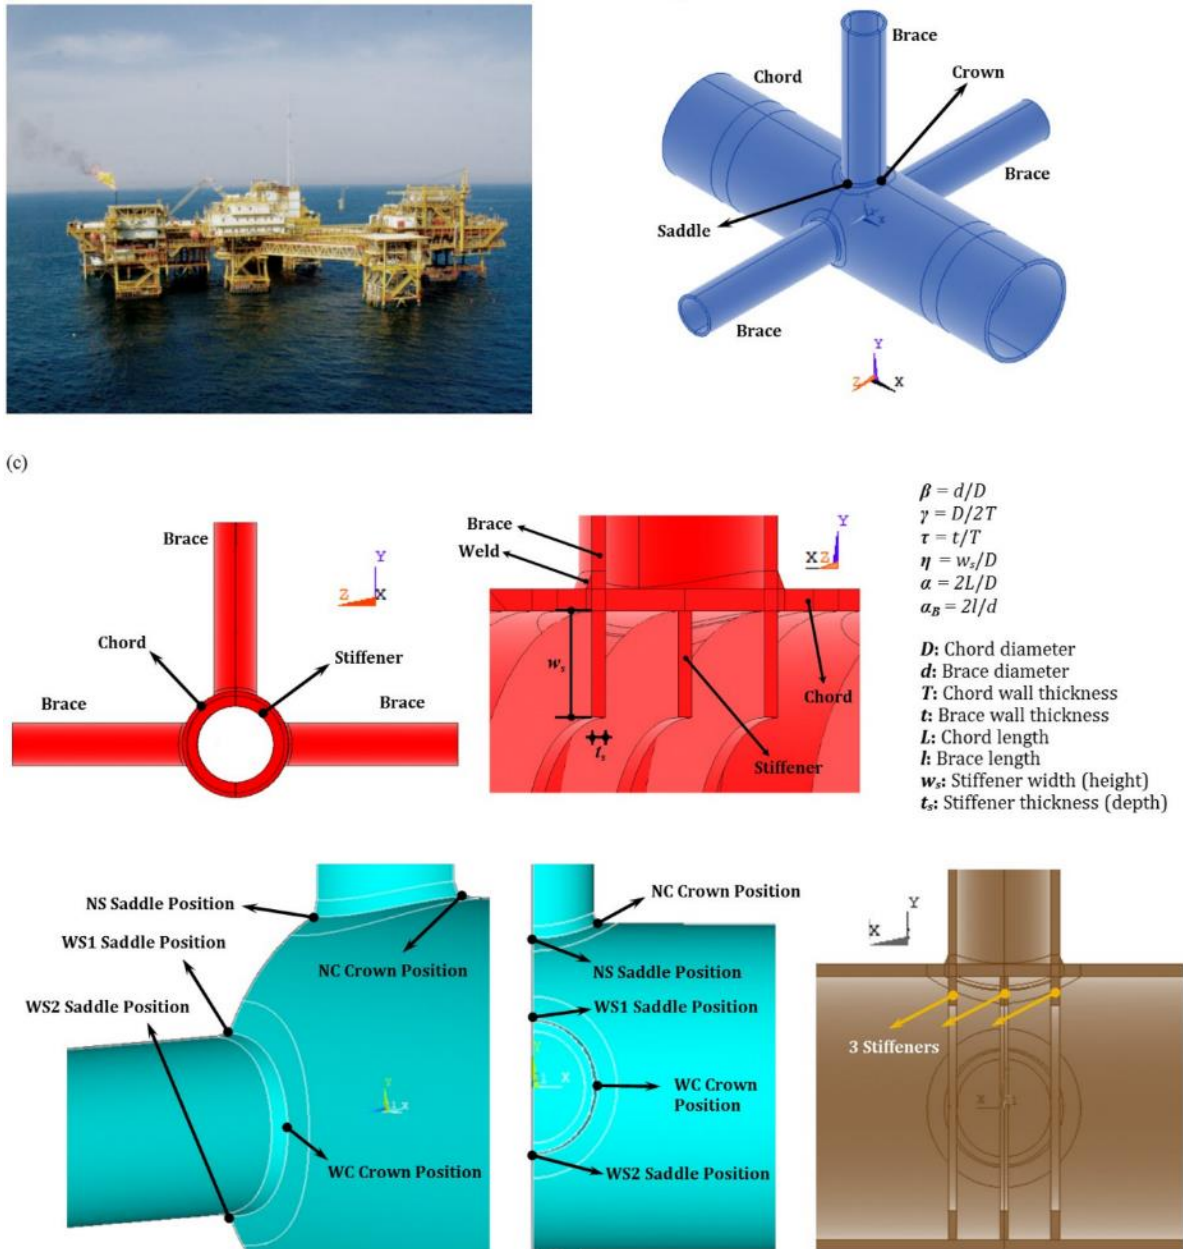 Brace
Chord
Crown
Brace
Saddle
Brace
Y
Z
X
(c)
Brace
Y
Z
X
Chord
Stiffener
Brace
Brace
Brace
Weld
Y
X
Z
wₛ
Chord
tₛ
Stiffener
β = d/D
γ = D/2T
τ = t/T
η = wₛ/D
α = 2L/D
α_B = 2l/d
D: Chord diameter
d: Brace diameter
T: Chord wall thickness
t: Brace wall thickness
L: Chord length
l: Brace length
wₛ: Stiffener width (height)
tₛ: Stiffener thickness (depth)
NS Saddle Position
WS1 Saddle Position
NC Crown Position
WS2 Saddle Position
WC Crown Position
NC Crown Position
NS Saddle Position
WS1 Saddle Position
X
WC Crown
Position
WS2 Saddle Position
Y
X
3 Stiffeners
X